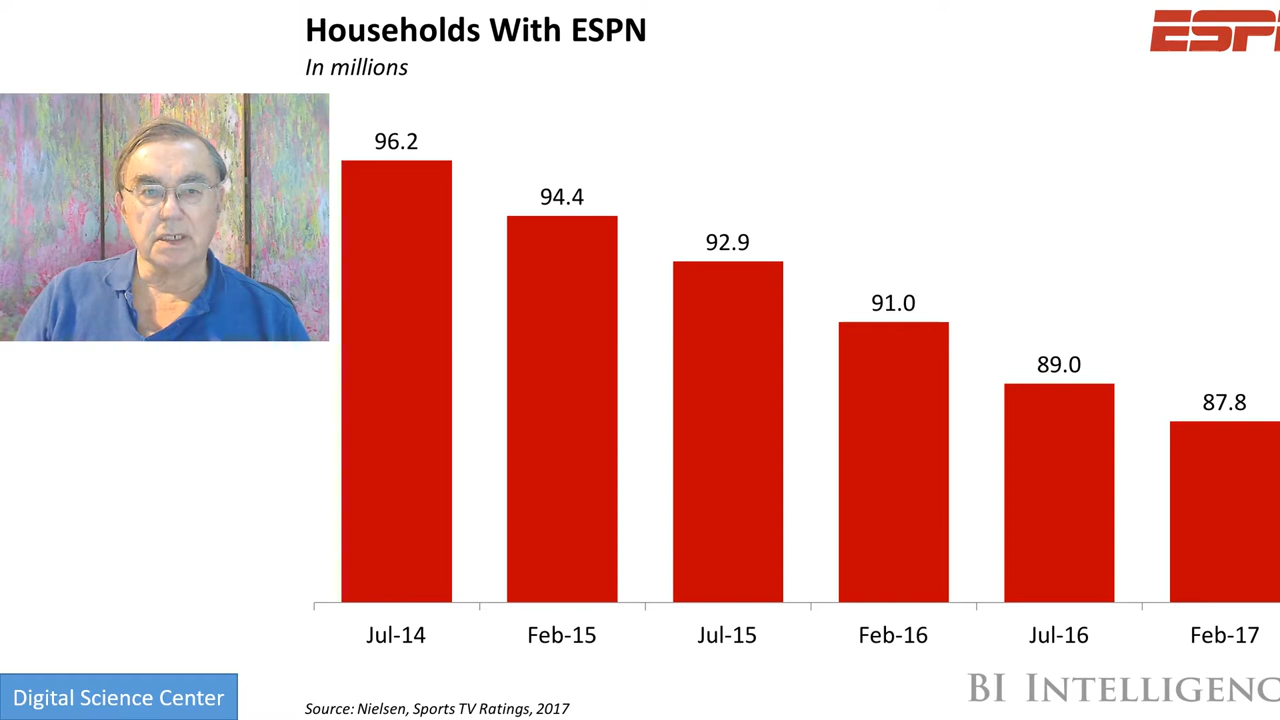 Households With ESPN
In millions
ESP
96.2
94.4
92.9
91.0
89.0
87.8
Jul-14
Feb-15
Jul-15
Feb-16
Jul-16
Feb-17
Digital Science Center
Source: Nielsen, Sports TV Ratings, 2017
BI INTELLIGENC